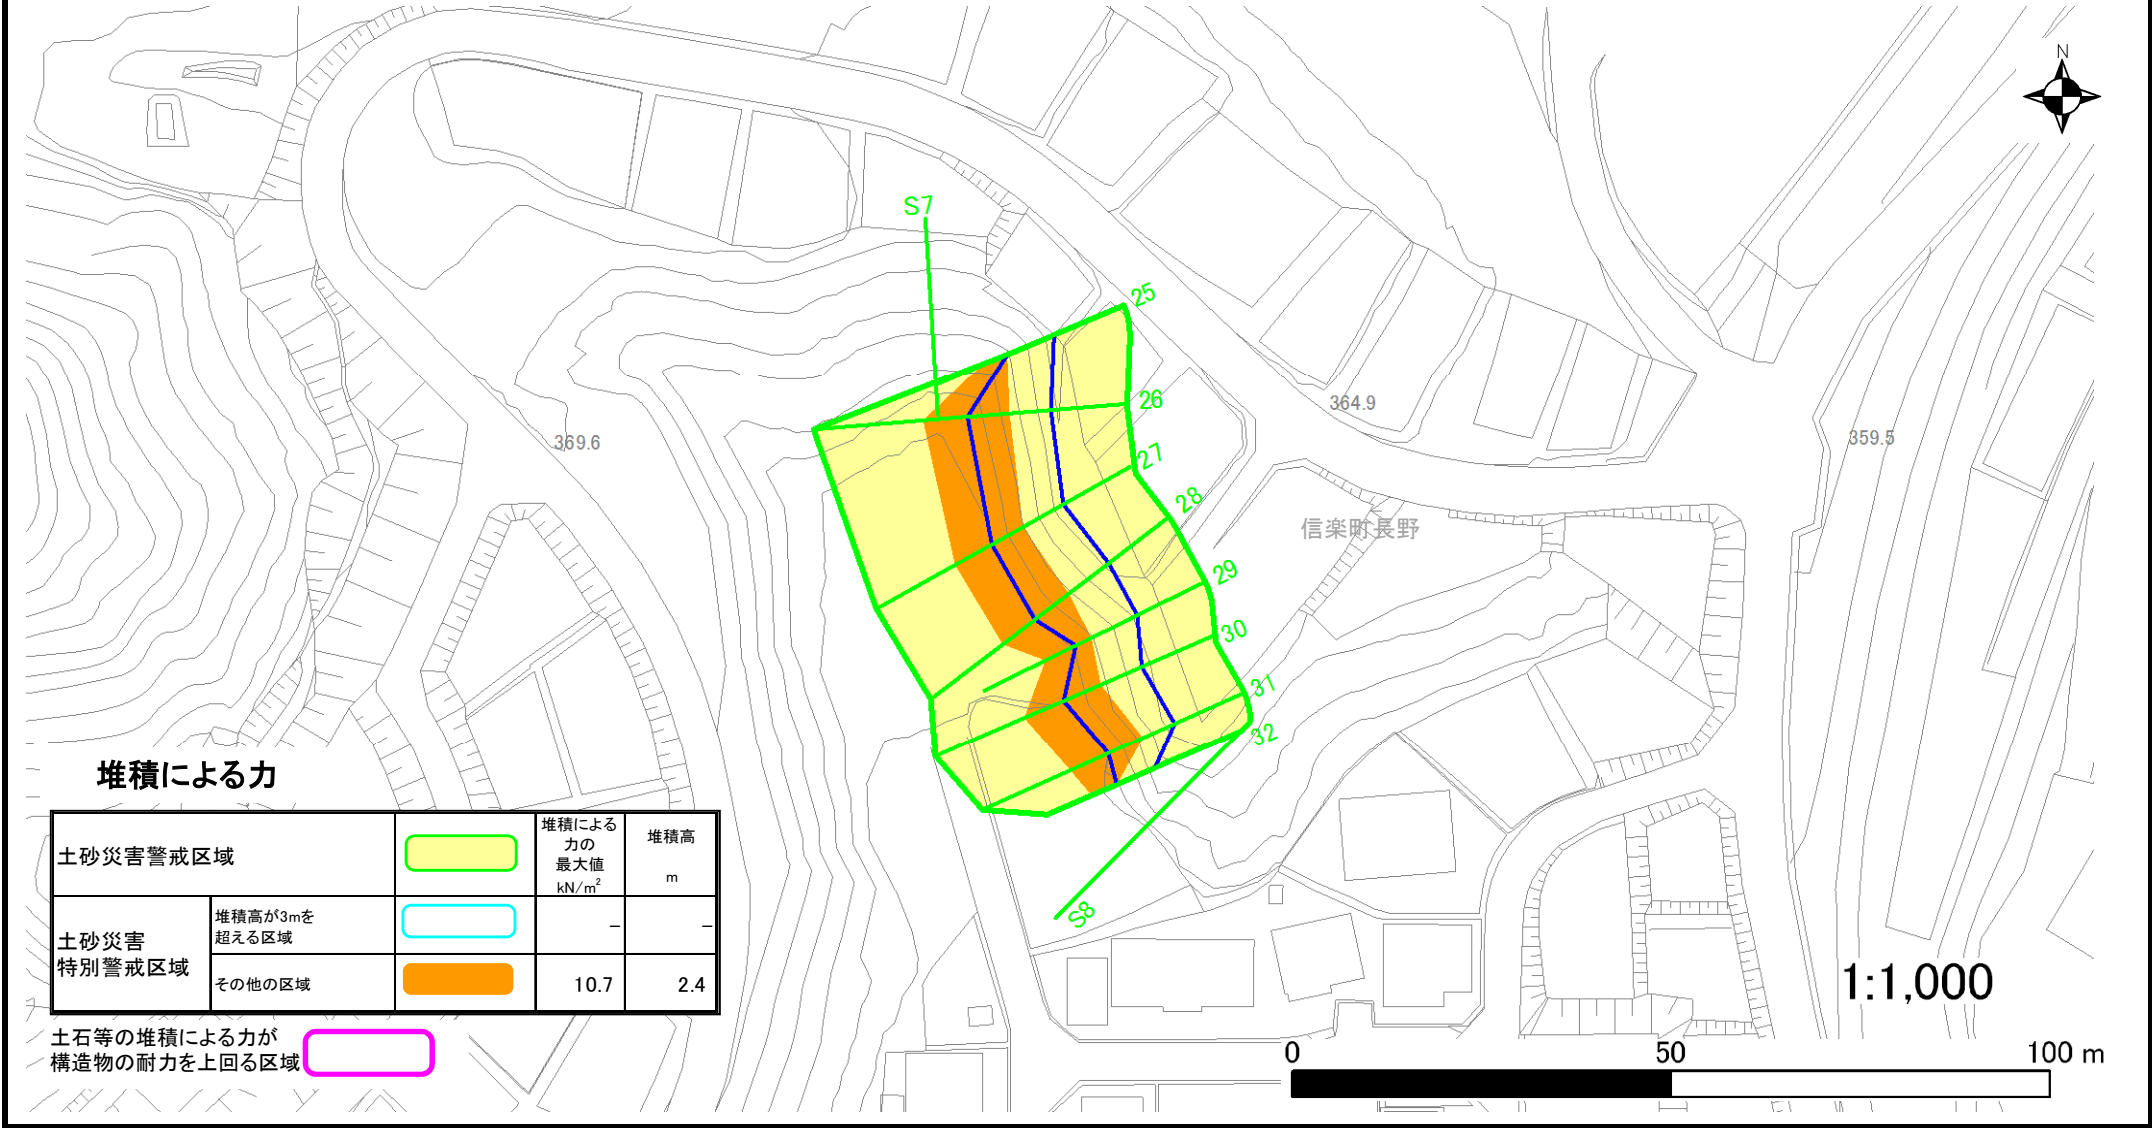 N
S7
25
26
364.9
369.6
359.5
27
28
信楽町長野
29
30
31
32
S8
堆積による力
土砂災害警戒区域
堆積による
力の
最大値
kN/m²
堆積高
m
土砂災害
特別警戒区域
堆積高が3mを
超える区域
-
-
その他の区域
10.7
2.4
土石等の堆積による力が
構造物の耐力を上回る区域
1:1,000
0
50
100 m